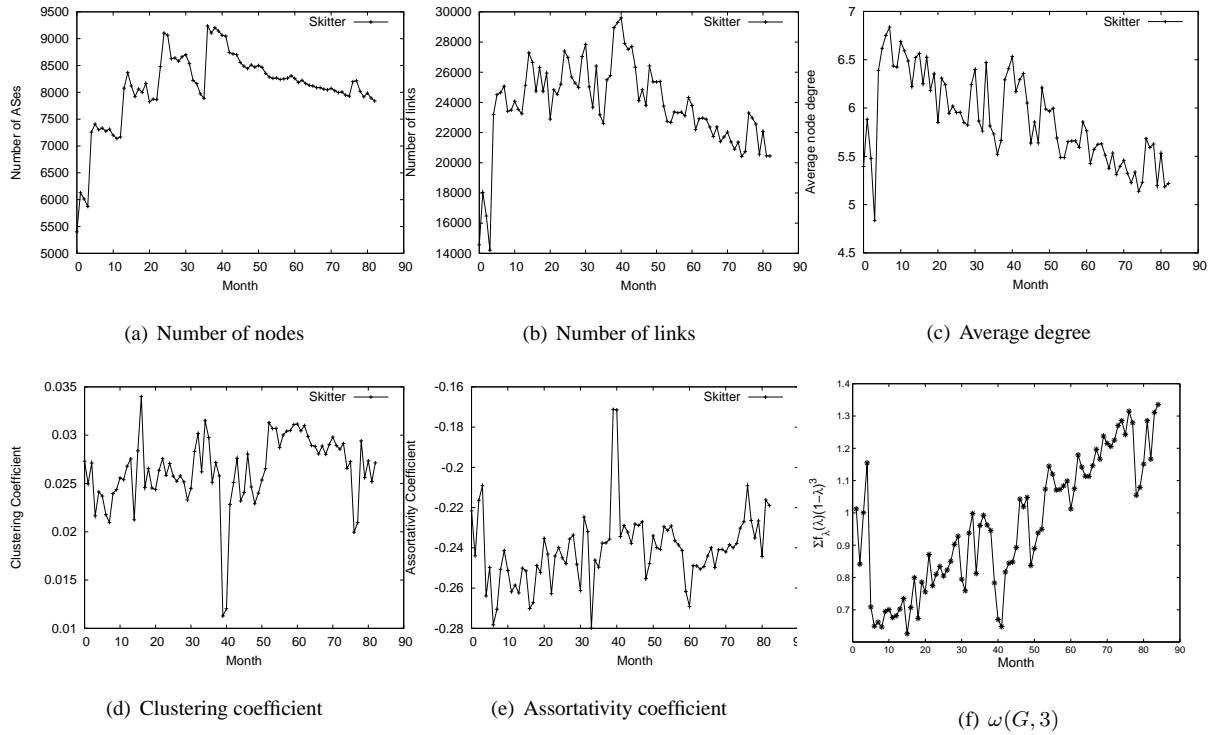 Skitter
9500
9000
8500
8000
7500
7000
6500
6000
5500
5000
Number of ASes
0 10 20 30 40 50 60 70 80 90
Month
(a) Number of nodes
Skitter
30000
28000
26000
24000
22000
20000
18000
16000
14000
Number of links
0 10 20 30 40 50 60 70 80 90
Month
(b) Number of links
Skitter
7
6.5
6
5.5
5
4.5
Average node degree
0 10 20 30 40 50 60 70 80 90
Month
(c) Average degree
Skitter
0.035
0.03
0.025
0.02
0.015
0.01
Clustering Coefficient
0 10 20 30 40 50 60 70 80 90
Month
(d) Clustering coefficient
Skitter
-0.16
-0.18
-0.2
-0.22
-0.24
-0.26
-0.28
Assortativity Coefficient
0 10 20 30 40 50 60 70 80 90
Month
(e) Assortativity coefficient
1.4
1.3
1.2
1.1
1
0.9
0.8
0.7
0.6
Σf_λ(λ)(1−λ)³
0 10 20 30 40 50 60 70 80 90
Month
(f) ω(G, 3)